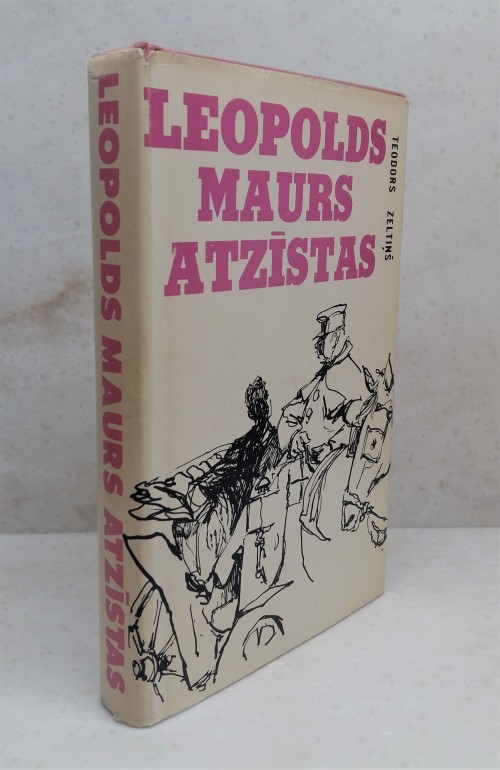 LEOPOLDS
MAURS
ATZĪSTAS
TEODORS ZELTIŅŠ
LEOPOLDS MAURS ATZĪSTAS